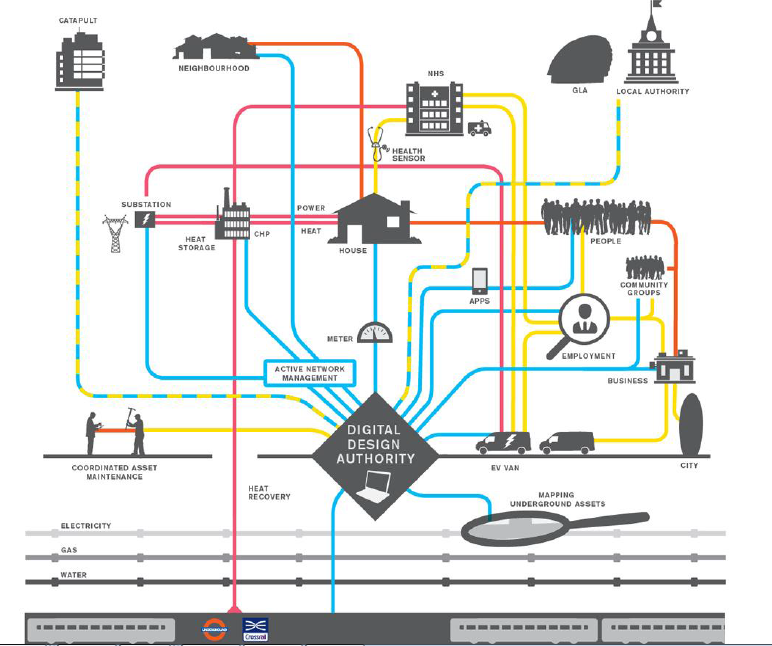 CATAPULT
NEIGHBOURHOOD
NHS
GLA
LOCAL AUTHORITY
HEALTH
SENSOR
SUBSTATION
POWER
HEAT
STORAGE
CHP
HEAT
HOUSE
PEOPLE
COMMUNITY
GROUPS
APPS
METER
EMPLOYMENT
ACTIVE NETWORK
MANAGEMENT
BUSINESS
DIGITAL
DESIGN
AUTHORITY
COORDINATED ASSET
MAINTENANCE
EV VAN
CITY
HEAT
RECOVERY
MAPPING
UNDERGROUND ASSETS
ELECTRICITY
GAS
WATER
UNDERGROUND
Crossrail